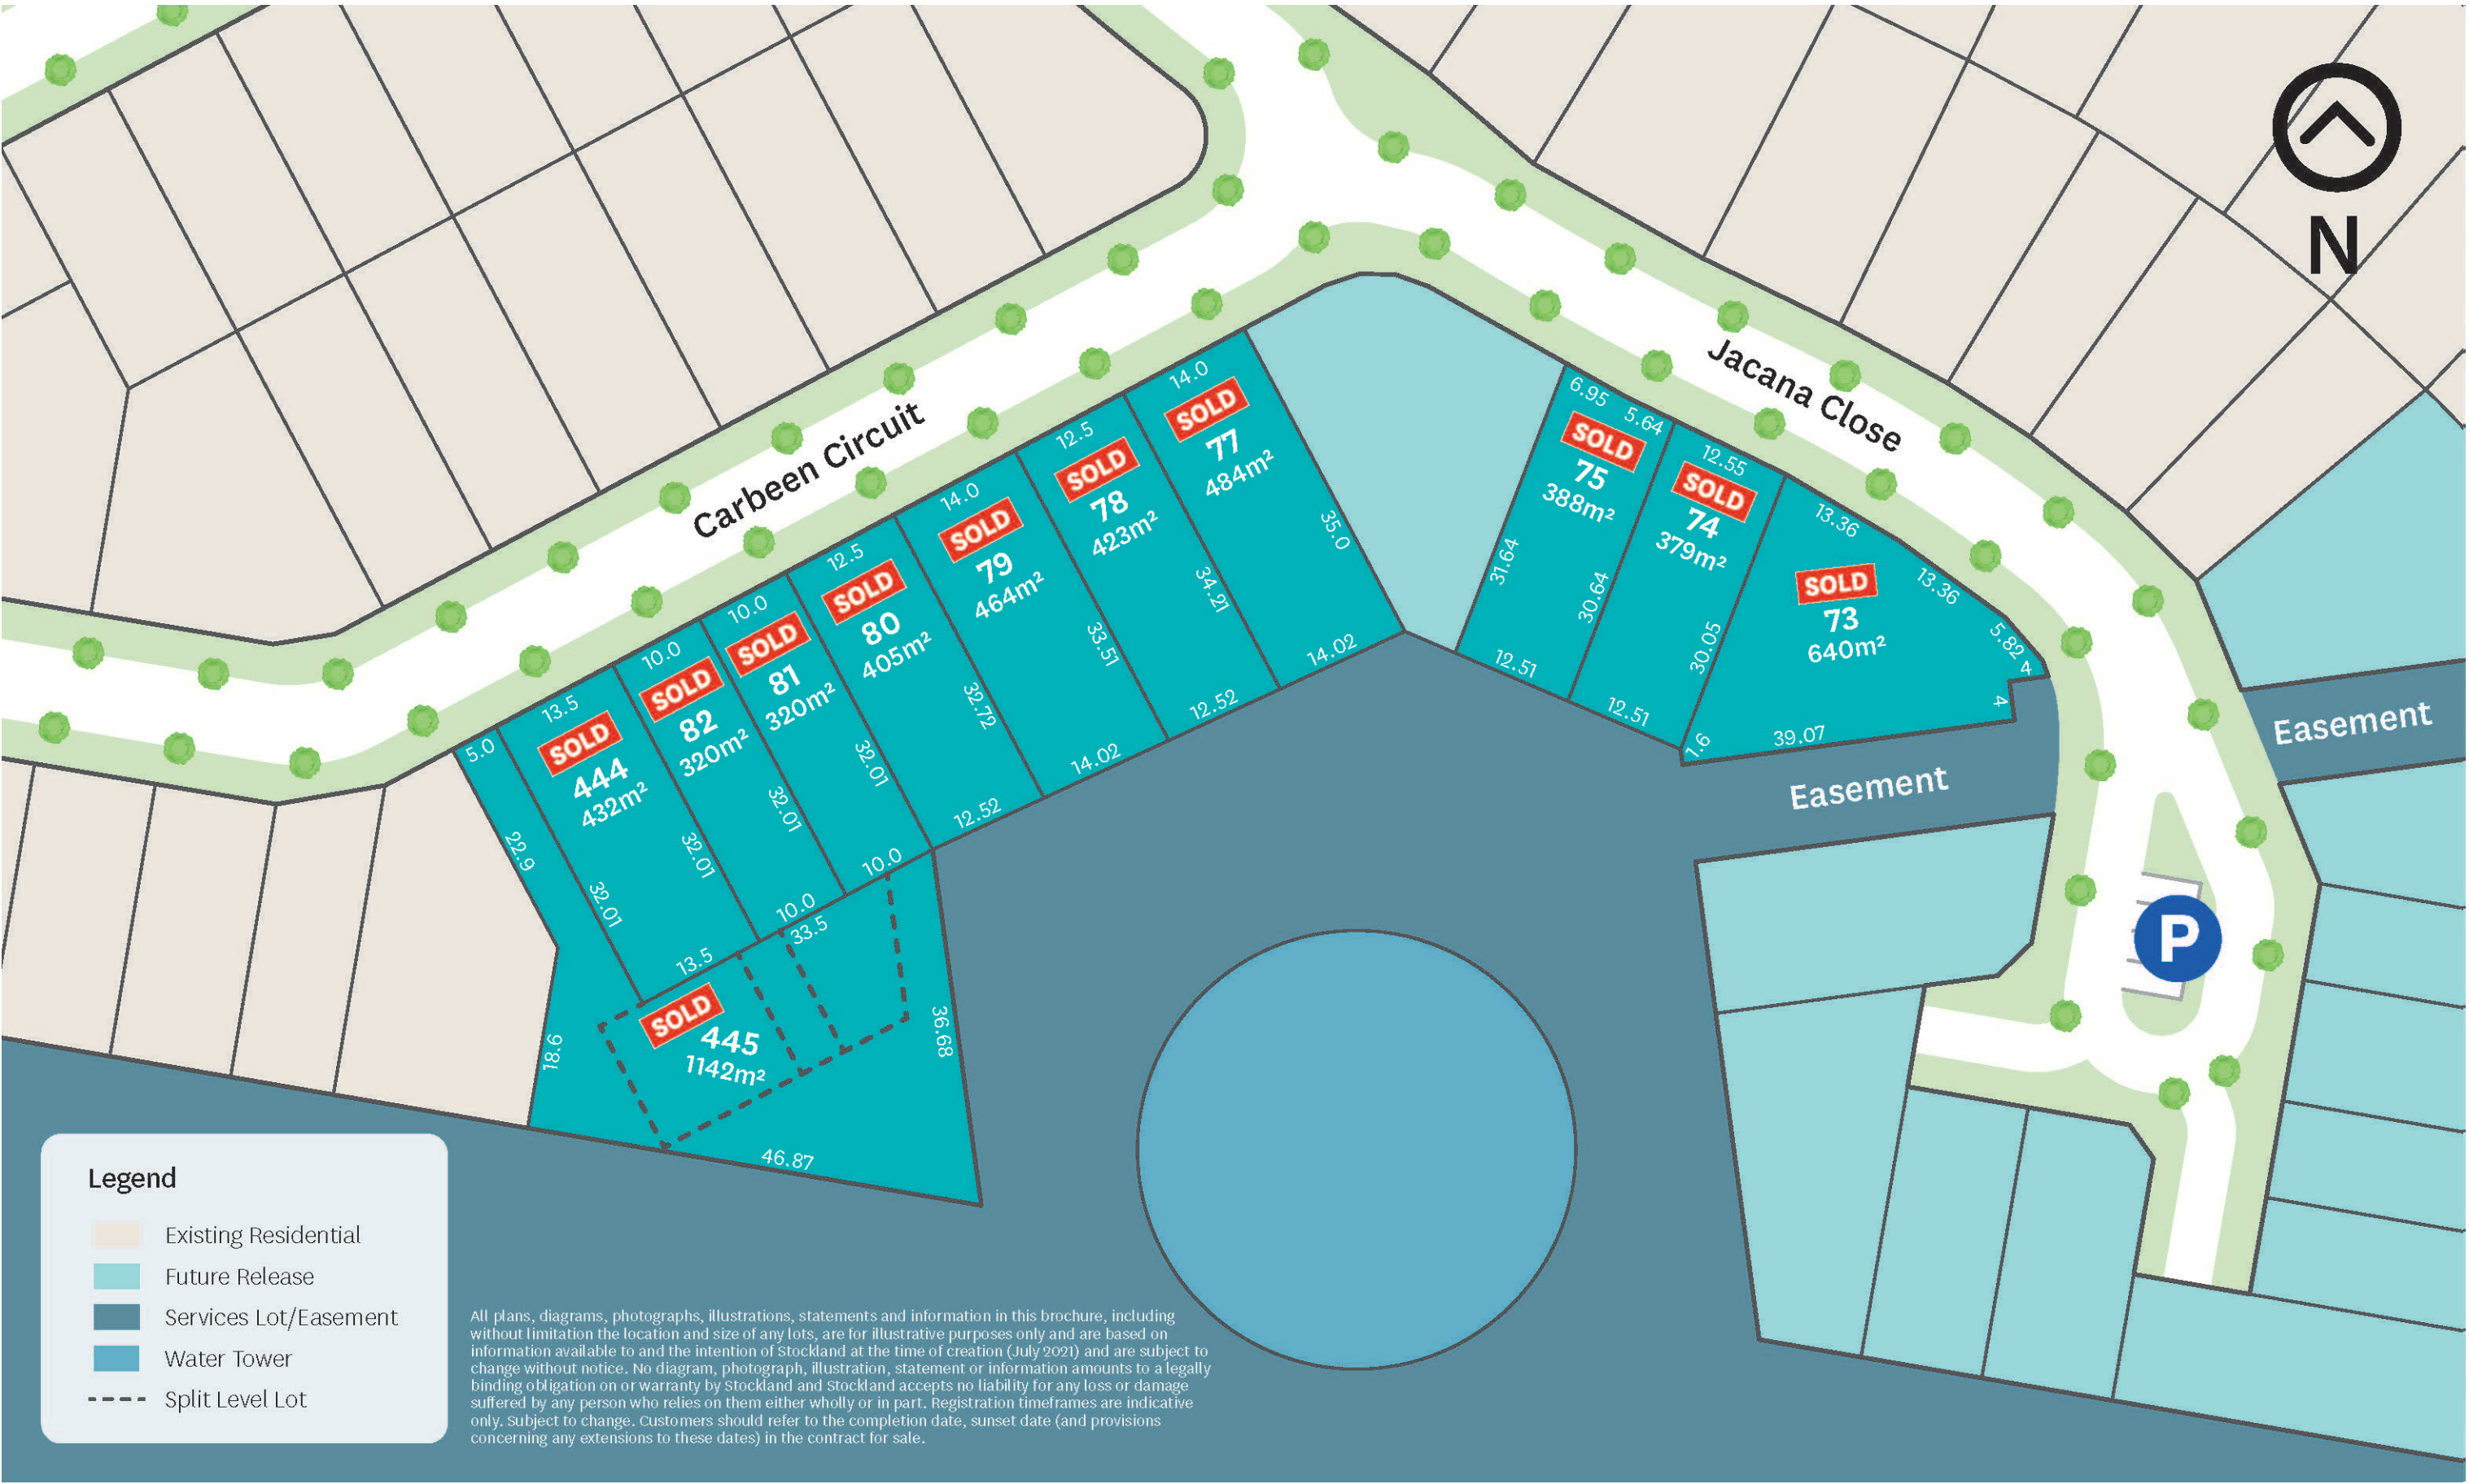 N
Carbeen Circuit
Jacana Close
14.0
SOLD
77
484m²
35.0
14.02
12.5
SOLD
78
423m²
34.21
12.52
14.0
SOLD
79
464m²
33.51
14.02
12.5
SOLD
80
405m²
32.72
12.52
10.0
SOLD
81
320m²
32.01
10.0
10.0
SOLD
82
320m²
32.01
10.0
13.5
SOLD
444
432m²
32.01
32.01
13.5
5.0
22.9
18.6
33.5
SOLD
445
1142m²
36.68
46.87
6.95
5.64
SOLD
75
388m²
31.64
12.51
12.55
SOLD
74
379m²
30.64
12.51
13.36
13.36
SOLD
73
640m²
30.05
5.82
4
4
39.07
1.6
Easement
Easement
P
Legend
Existing Residential
Future Release
Services Lot/Easement
Water Tower
Split Level Lot
All plans, diagrams, photographs, illustrations, statements and information in this brochure, including
without limitation the location and size of any lots, are for illustrative purposes only and are based on
information available to and the intention of Stockland at the time of creation (July 2021) and are subject to
change without notice. No diagram, photograph, illustration, statement or information amounts to a legally
binding obligation on or warranty by Stockland and Stockland accepts no liability for any loss or damage
suffered by any person who relies on them either wholly or in part. Registration timeframes are indicative
only. Subject to change. Customers should refer to the completion date, sunset date (and provisions
concerning any extensions to these dates) in the contract for sale.